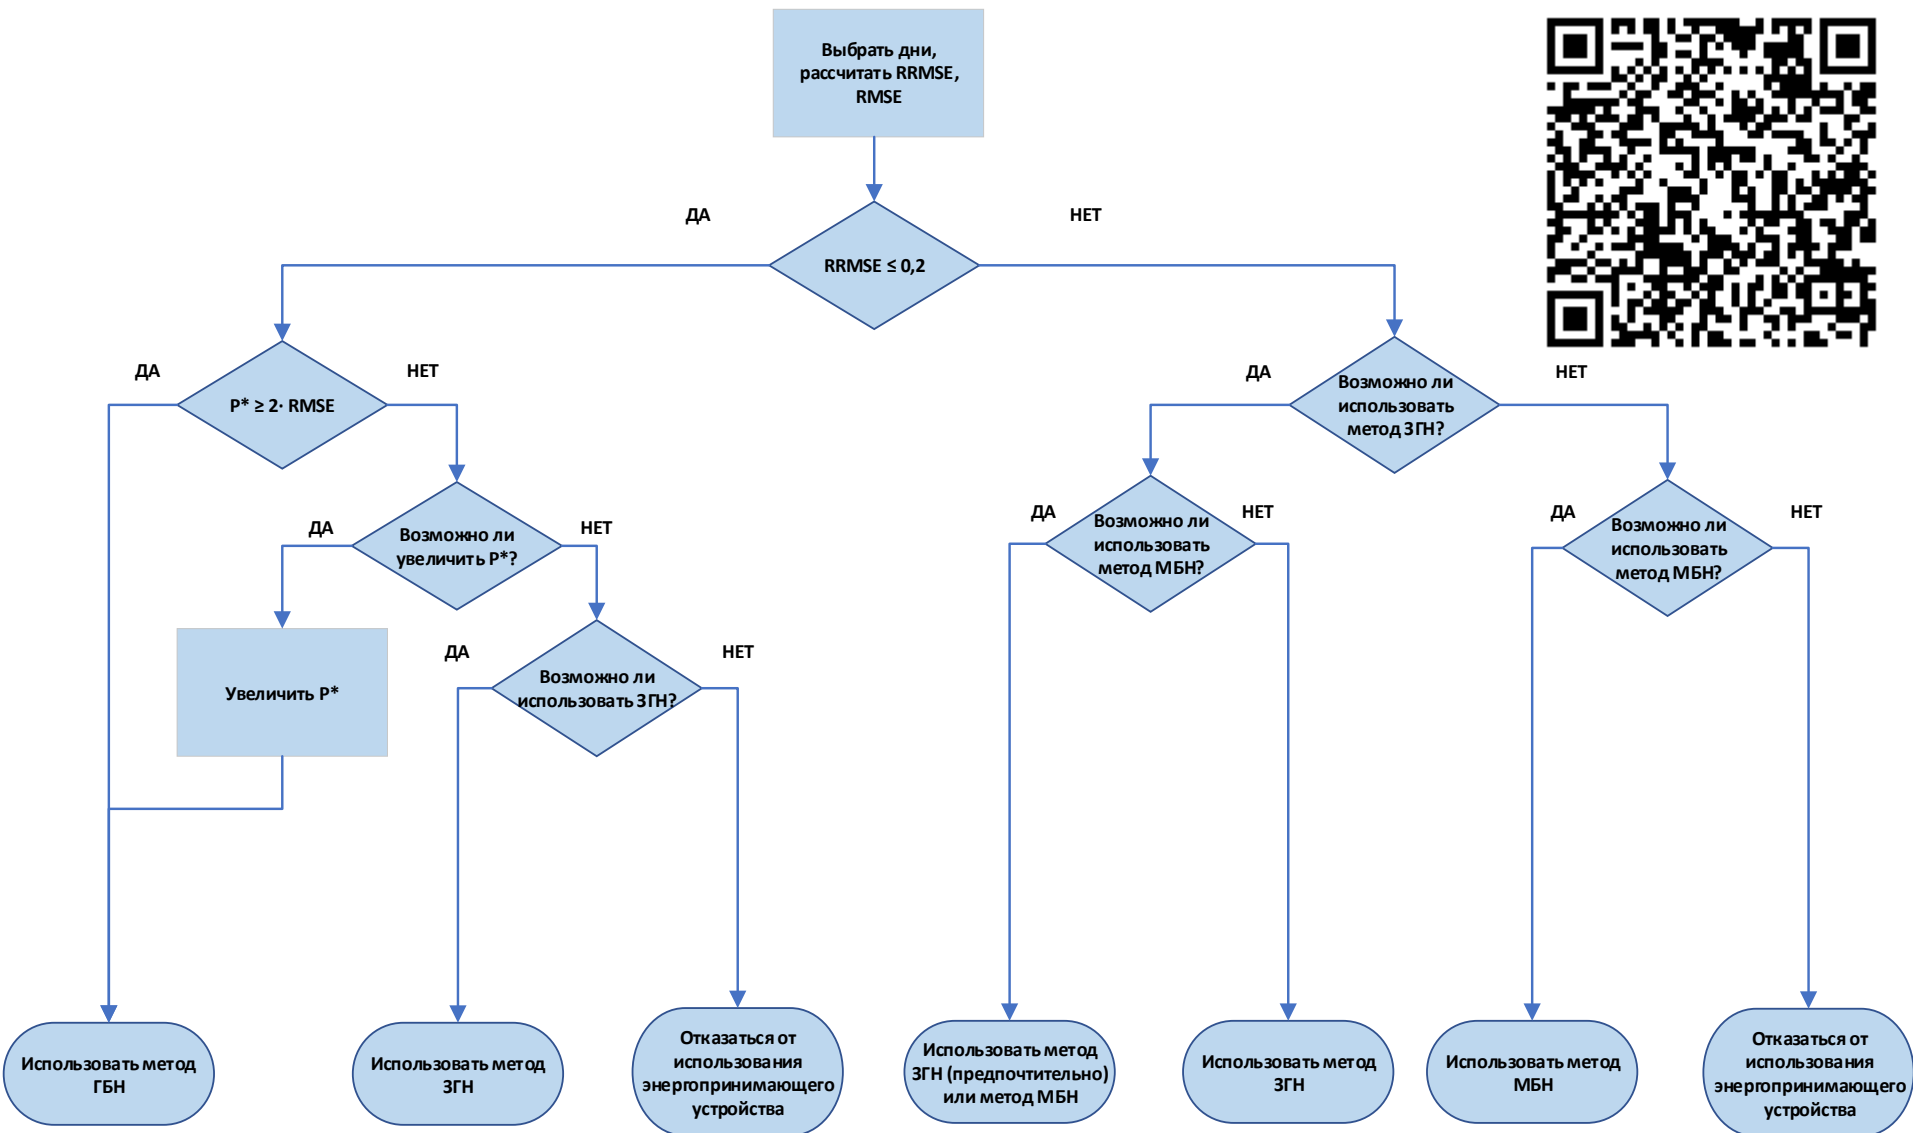 Выбрать дни,
рассчитать RRMSE,
RMSE
ДА
НЕТ
RRMSE ≤ 0,2
ДА
НЕТ
P* ≥ 2· RMSE
ДА
НЕТ
Возможно ли
использовать
метод ЗГН?
ДА
НЕТ
Возможно ли
увеличить P*?
ДА
НЕТ
Возможно ли
использовать
метод МБН?
ДА
НЕТ
Возможно ли
использовать
метод МБН?
Увеличить P*
ДА
НЕТ
Возможно ли
использовать ЗГН?
Использовать метод
ГБН
Использовать метод
ЗГН
Отказаться от
использования
энергопринимающего
устройства
Использовать метод
ЗГН (предпочтительно)
или метод МБН
Использовать метод
ЗГН
Использовать метод
МБН
Отказаться от
использования
энергопринимающего
устройства